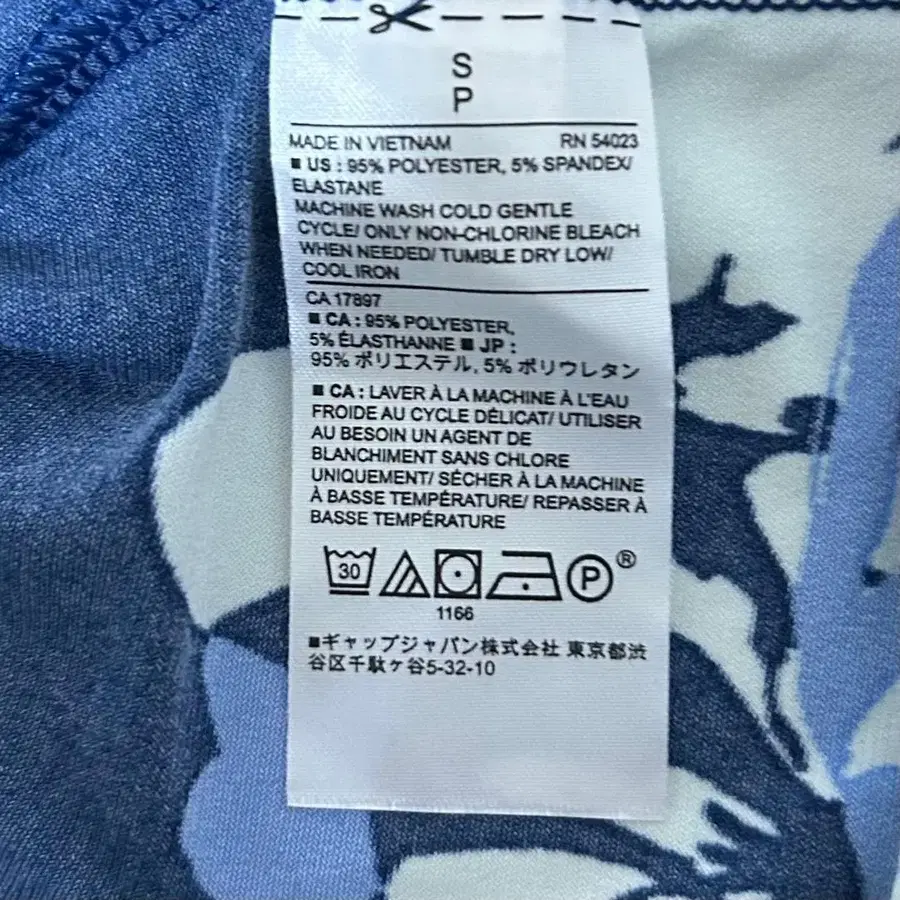 S
P
MADE IN VIETNAM RN 54023
■ US : 95% POLYESTER, 5% SPANDEX/
ELASTANE
MACHINE WASH COLD GENTLE
CYCLE/ ONLY NON-CHLORINE BLEACH
WHEN NEEDED/ TUMBLE DRY LOW/
COOL IRON
CA 17897
■ CA : 95% POLYESTER,
5% ÉLASTHANNE ■ JP :
95% ポリエステル, 5% ポリウレタン
■ CA : LAVER À LA MACHINE À L'EAU
FROIDE AU CYCLE DÉLICAT/ UTILISER
AU BESOIN UN AGENT DE
BLANCHIMENT SANS CHLORE
UNIQUEMENT/ SÉCHER À LA MACHINE
À BASSE TEMPÉRATURE/ REPASSER À
BASSE TEMPÉRATURE
30 P ®
1166
■ギャップジャパン株式会社 東京都渋
谷区千駄ヶ谷5-32-10